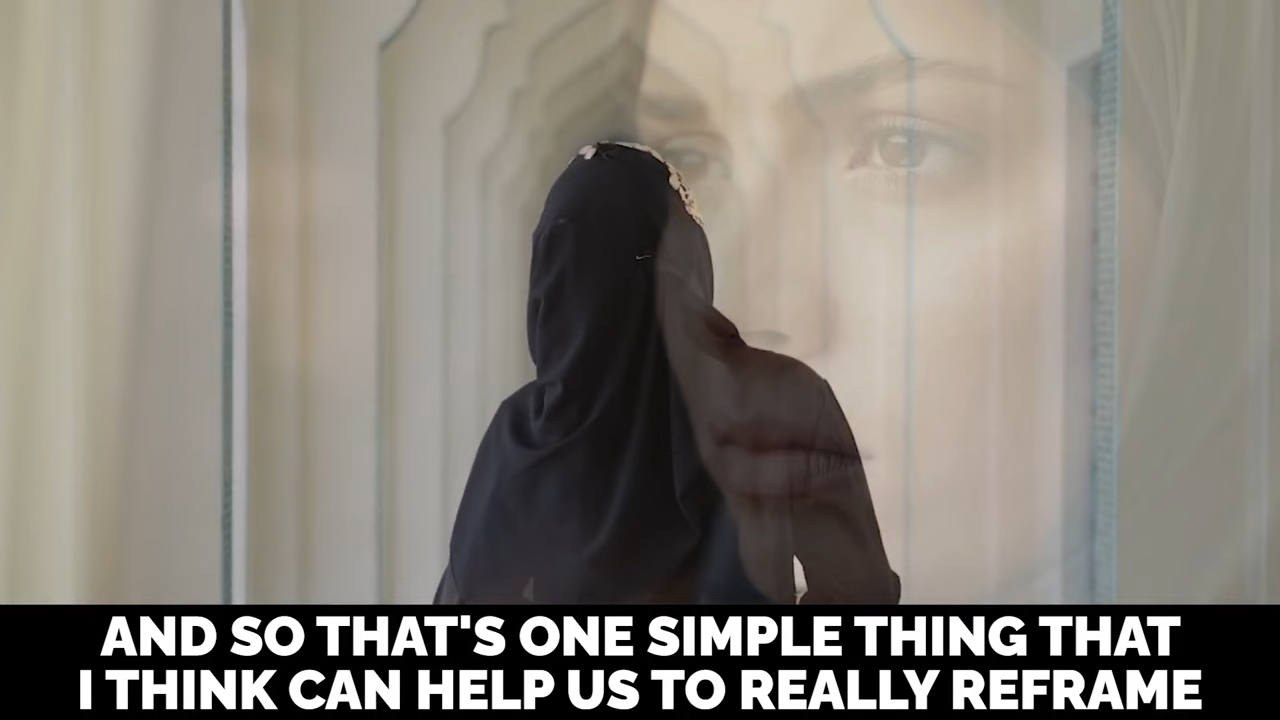 AND SO THAT'S ONE SIMPLE THING THAT
I THINK CAN HELP US TO REALLY REFRAME